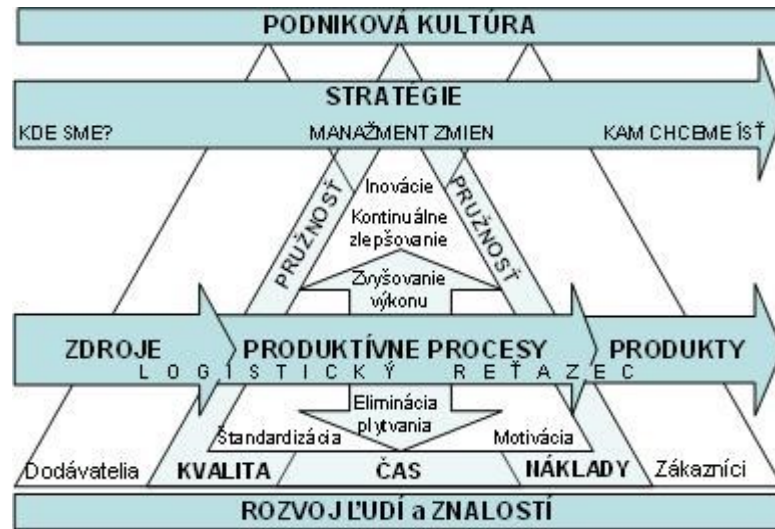 PODNIKOVÁ KULTÚRA
STRATÉGIE
KDE SME? MANAŽMENT ZMIEN KAM CHCEME ÍSŤ
PRUŽNOSŤ
PRUŽNOSŤ
Inovácie
Kontinuálne
zlepšovanie
Zvyšovanie
výkonu
ZDROJE PRODUKTÍVNE PROCESY PRODUKTY
LOGISTICKÝ REŤAZEC
Eliminácia
plytvania
Štandardizácia Motivácia
Dodávatelia KVALITA ČAS NÁKLADY Zákazníci
ROZVOJ ĽUDÍ a ZNALOSTÍ